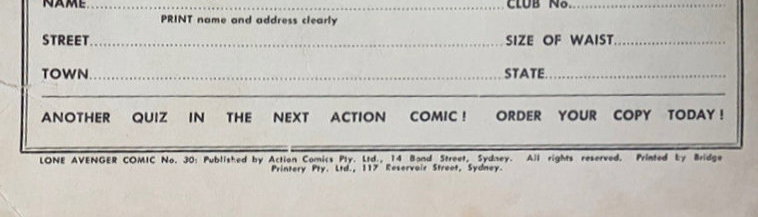 NAME CLUB No.
PRINT name and address clearly
STREET SIZE OF WAIST
TOWN STATE
ANOTHER QUIZ IN THE NEXT ACTION COMIC! ORDER YOUR COPY TODAY!
LONE AVENGER COMIC No. 30: Published by Action Comics Pty. Ltd., 14 Bond Street, Sydney. All rights reserved. Printed by Bridge
Printery Pty. Ltd., 117 Reservoir Street, Sydney.